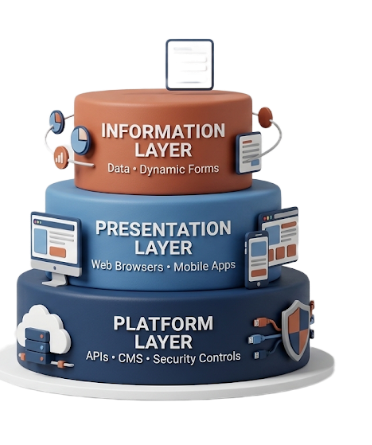 INFORMATION
LAYER
Data • Dynamic Forms
PRESENTATION
LAYER
Web Browsers • Mobile Apps
PLATFORM
LAYER
APIs • CMS • Security Controls